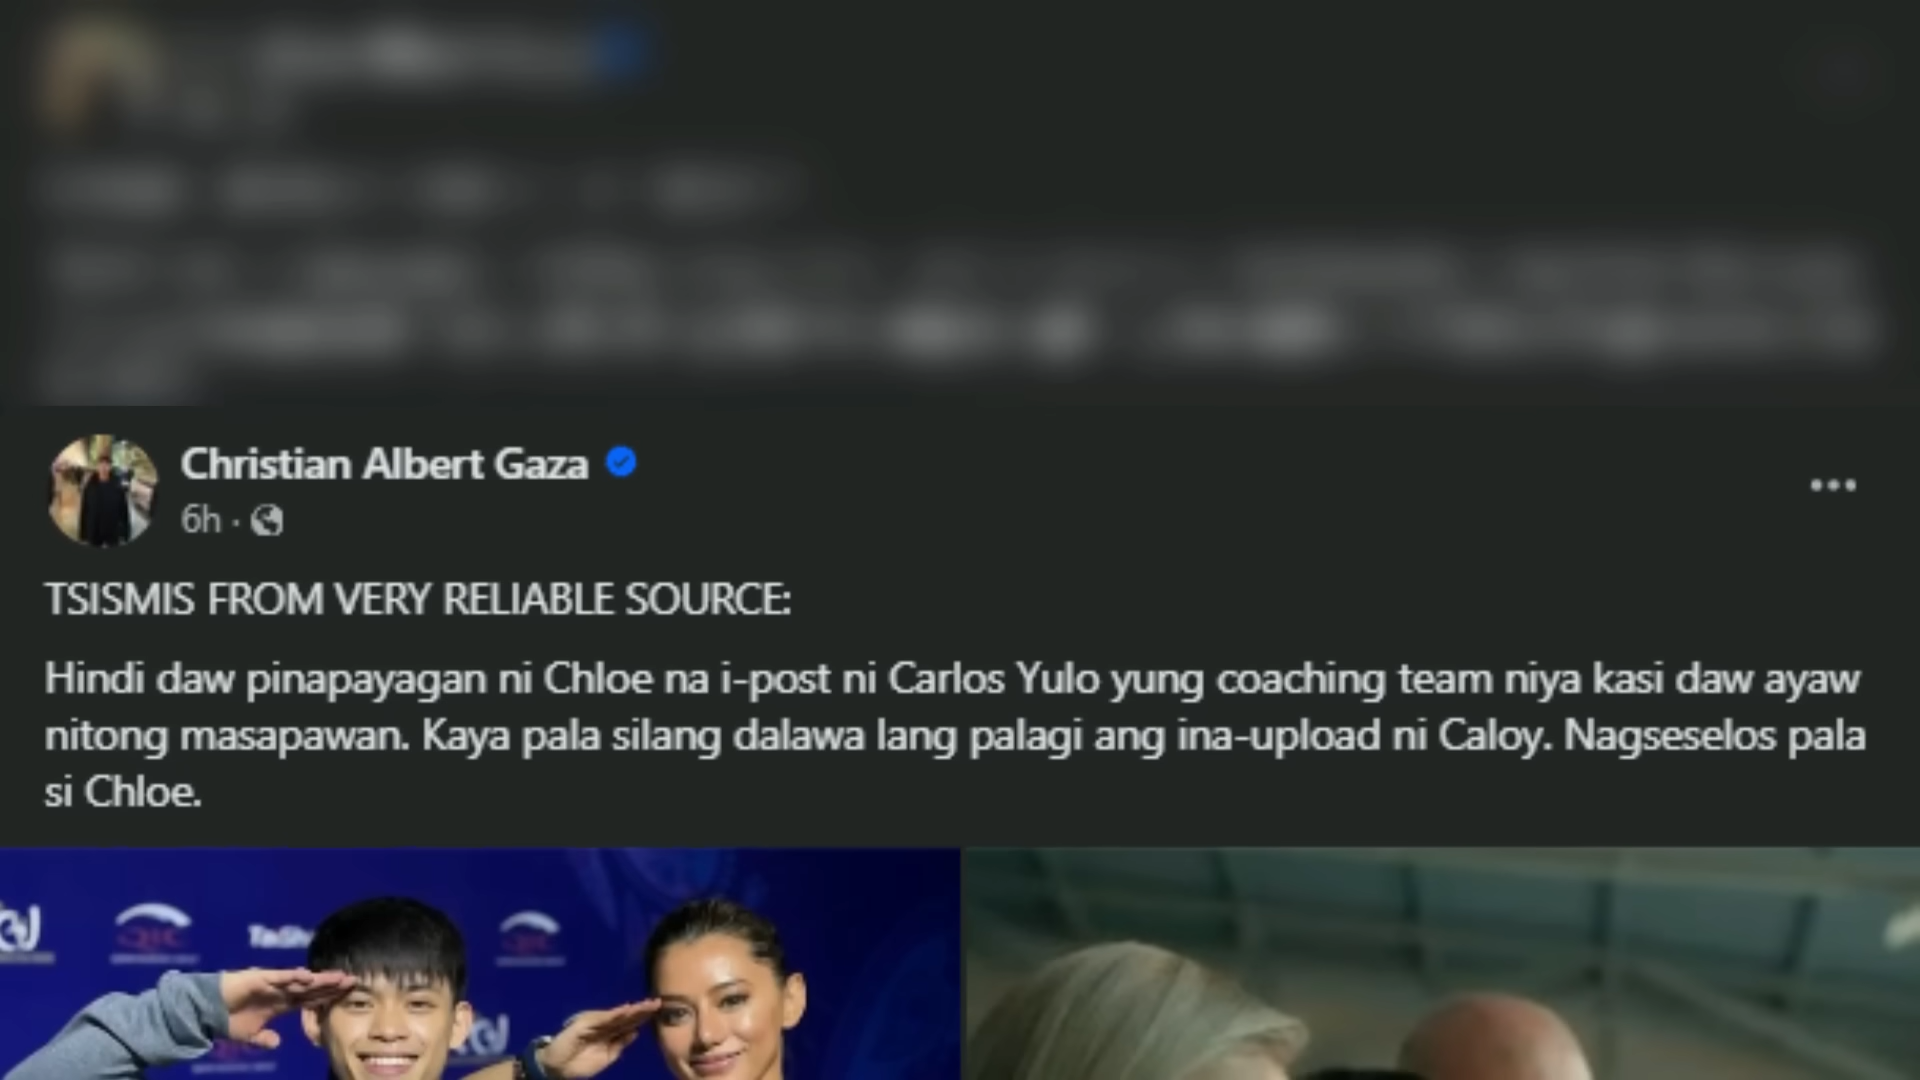 Christian Albert Gaza
6h ·
TSISMIS FROM VERY RELIABLE SOURCE:
Hindi daw pinapayagan ni Chloe na i-post ni Carlos Yulo yung coaching team niya kasi daw ayaw
nitong masapawan. Kaya pala silang dalawa lang palagi ang ina-upload ni Caloy. Nagseselos pala
si Chloe.